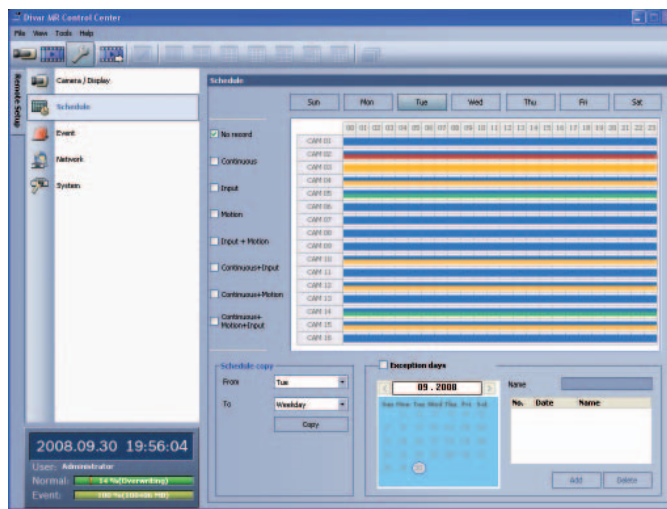 Divar MR Control Center
File View Tools Help
Remote Setup
Camera / Display
Schedule
Event
Network
System
Schedule
Sun Mon Tue Wed Thu Fri Sat
00 01 02 03 04 05 06 07 08 09 10 11 12 13 14 15 16 17 18 19 20 21 22 23
No record
Continuous
Input
Motion
Input + Motion
Continuous+Input
Continuous+Motion
Continuous+
Motion+Input
CAM 01
CAM 02
CAM 03
CAM 04
CAM 05
CAM 06
CAM 07
CAM 08
CAM 09
CAM 10
CAM 11
CAM 12
CAM 13
CAM 14
CAM 15
CAM 16
Schedule copy
From Tue
To Weekday
Copy
Exception days
09 . 2008
Sun Mon Tue Wed Thu Fri Sat
Name
No. Date Name
Add Delete
2008.09.30 19:56:04
User: Administrator
Normal: 14 %(Overwriting)
Event: